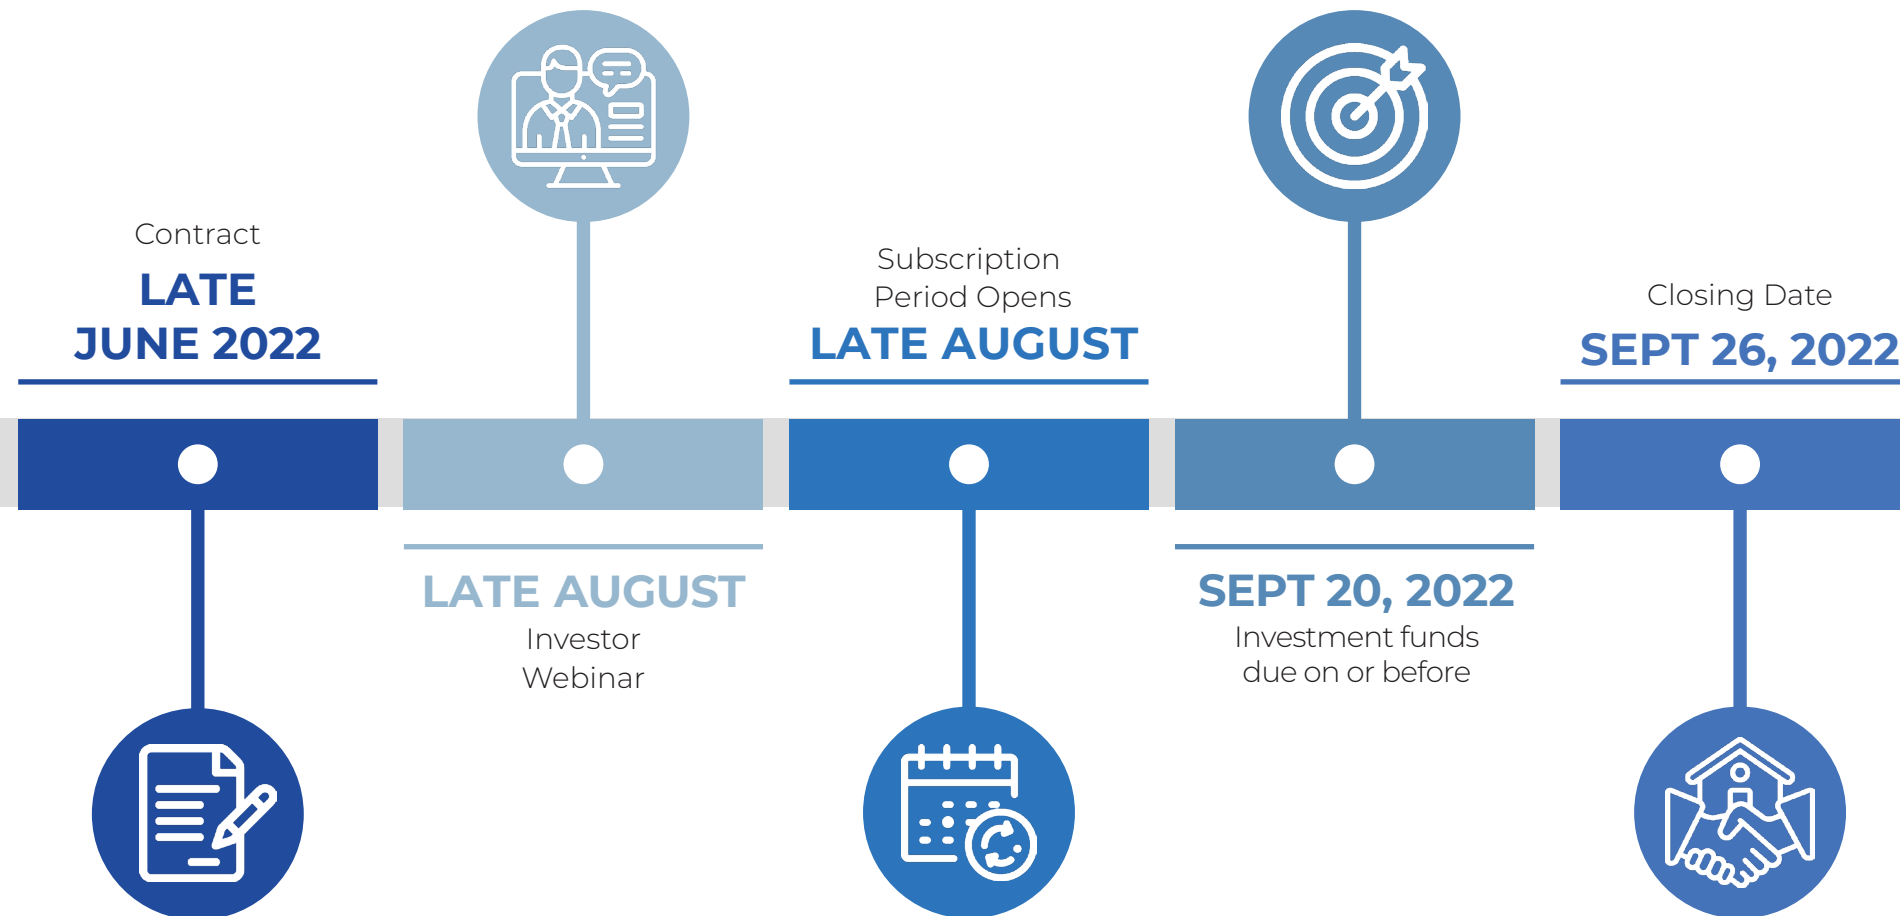 Contract
LATE
JUNE 2022
LATE AUGUST
Investor
Webinar
Subscription
Period Opens
LATE AUGUST
SEPT 20, 2022
Investment funds
due on or before
Closing Date
SEPT 26, 2022